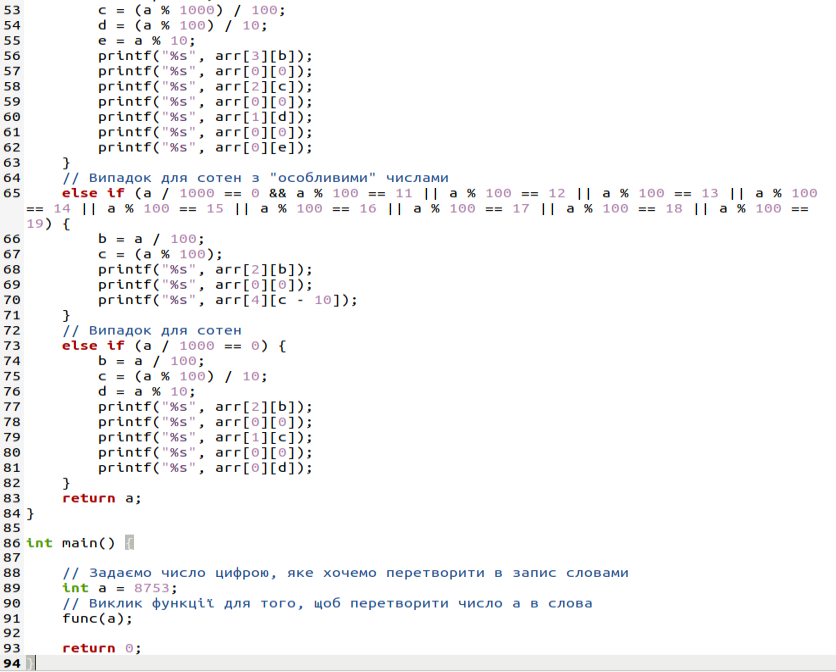 53 c = (a % 1000) / 100;
54 d = (a % 100) / 10;
55 e = a % 10;
56 printf("%s", arr[3][b]);
57 printf("%s", arr[0][0]);
58 printf("%s", arr[2][c]);
59 printf("%s", arr[0][0]);
60 printf("%s", arr[1][d]);
61 printf("%s", arr[0][0]);
62 printf("%s", arr[0][e]);
63 }
64 // Випадок для сотен з "особливими" числами
65 else if (a / 1000 == 0 && a % 100 == 11 || a % 100 == 12 || a % 100 == 13 || a % 100
== 14 || a % 100 == 15 || a % 100 == 16 || a % 100 == 17 || a % 100 == 18 || a % 100 ==
19) {
66 b = a / 100;
67 c = (a % 100);
68 printf("%s", arr[2][b]);
69 printf("%s", arr[0][0]);
70 printf("%s", arr[4][c - 10]);
71 }
72 // Випадок для сотен
73 else if (a / 1000 == 0) {
74 b = a / 100;
75 c = (a % 100) / 10;
76 d = a % 10;
77 printf("%s", arr[2][b]);
78 printf("%s", arr[0][0]);
79 printf("%s", arr[1][c]);
80 printf("%s", arr[0][0]);
81 printf("%s", arr[0][d]);
82 }
83 return a;
84 }
85
86 int main() {
87
88 // Задаємо число цифрою, яке хочемо перетворити в запис словами
89 int a = 8753;
90 // Виклик функції для того, щоб перетворити число а в слова
91 func(a);
92
93 return 0;
94 }